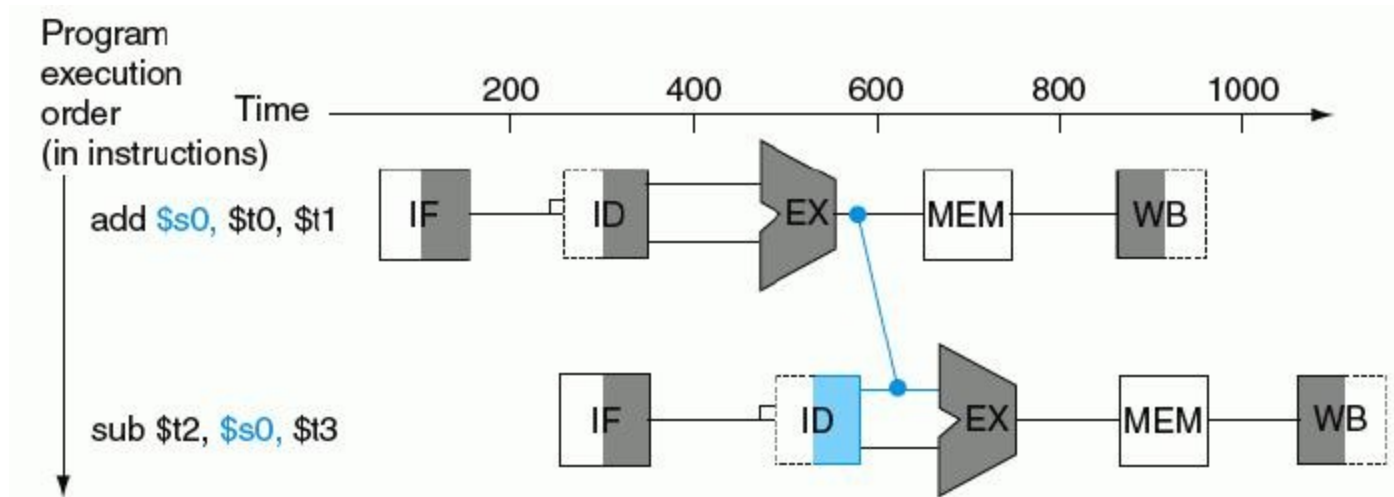 Program
execution
order
(in instructions)
Time
200 400 600 800 1000
add $s0, $t0, $t1
IF ID EX MEM WB
sub $t2, $s0, $t3
IF ID EX MEM WB